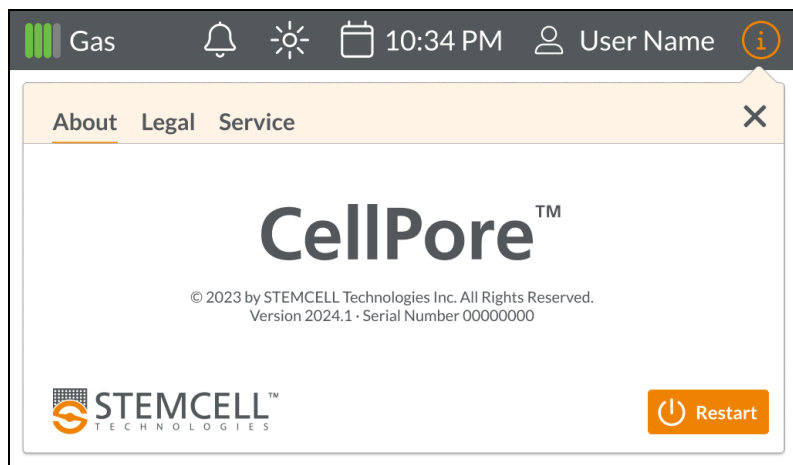 Gas 10:34 PM User Name i
About Legal Service
CellPore™
© 2023 by STEMCELL Technologies Inc. All Rights Reserved.
Version 2024.1 · Serial Number 00000000
STEMCELL™
TECHNOLOGIES
Restart